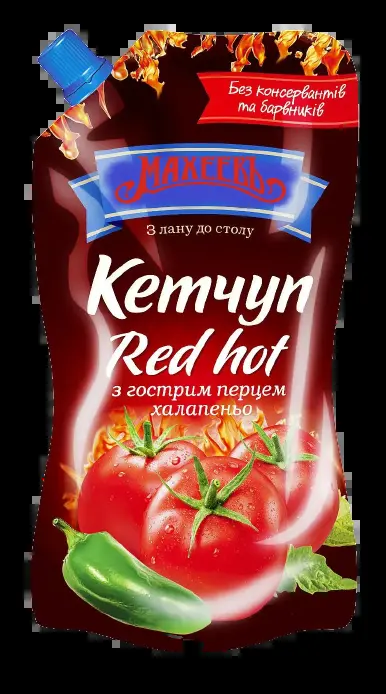 Без консервантів
та барвників
МАХЕЕВЪ
З лану до столу
Кетчуп
Red hot
з гострим перцем
халапеньо